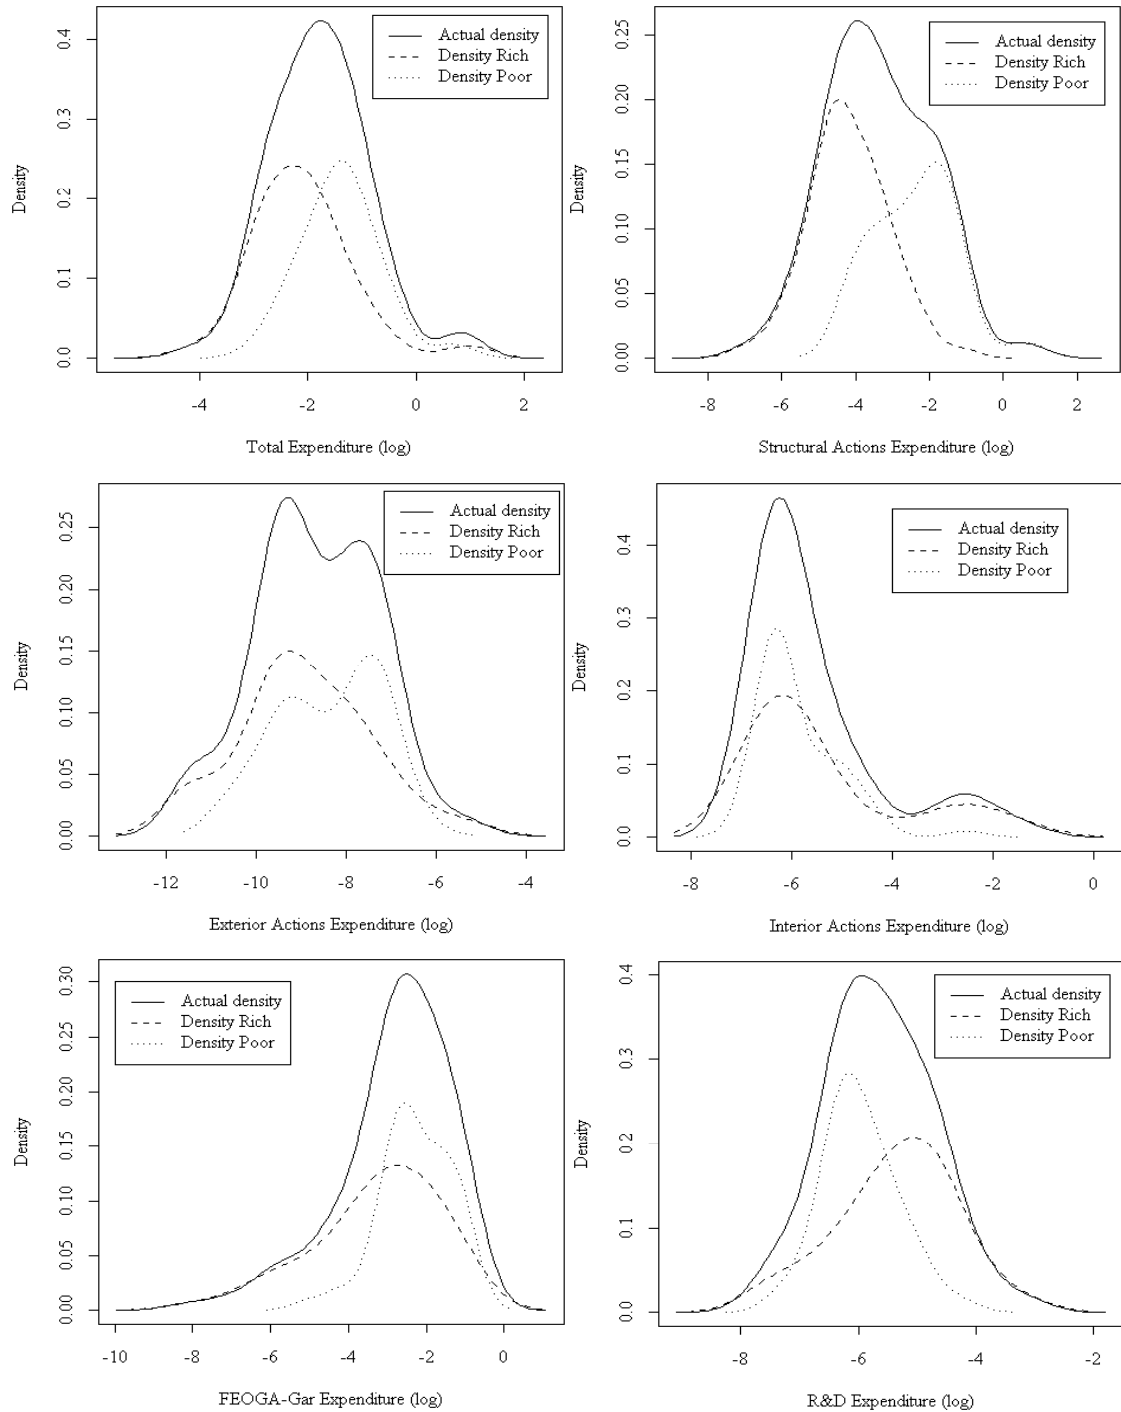 Actual density
Density Rich
Density Poor
0.4
0.3
0.2
0.1
0.0
Density
-4
-2
0
2
Total Expenditure (log)
Actual density
Density Rich
Density Poor
0.25
0.20
0.15
0.10
0.05
0.00
Density
-8
-6
-4
-2
0
2
Structural Actions Expenditure (log)
Actual density
Density Rich
Density Poor
0.25
0.20
0.15
0.10
0.05
0.00
Density
-12
-10
-8
-6
-4
Exterior Actions Expenditure (log)
Actual density
Density Rich
Density Poor
0.4
0.3
0.2
0.1
0.0
Density
-8
-6
-4
-2
0
Interior Actions Expenditure (log)
Actual density
Density Rich
Density Poor
0.30
0.25
0.20
0.15
0.10
0.05
0.00
Density
-10
-8
-6
-4
-2
0
FEOGA-Gar Expenditure (log)
Actual density
Density Rich
Density Poor
0.4
0.3
0.2
0.1
0.0
Density
-8
-6
-4
-2
R&D Expenditure (log)